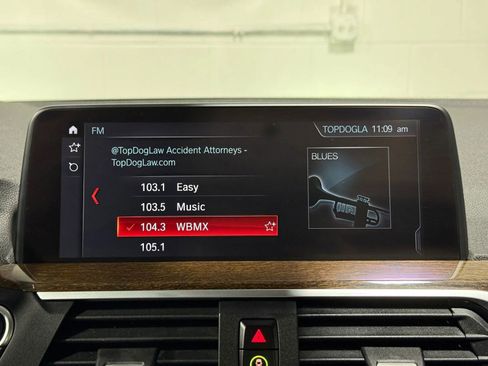 FM
TOPDOGLA 11:09 am
@TopDogLaw Accident Attorneys -
TopDogLaw.com
BLUES
103.1 Easy
103.5 Music
104.3 WBMX
105.1